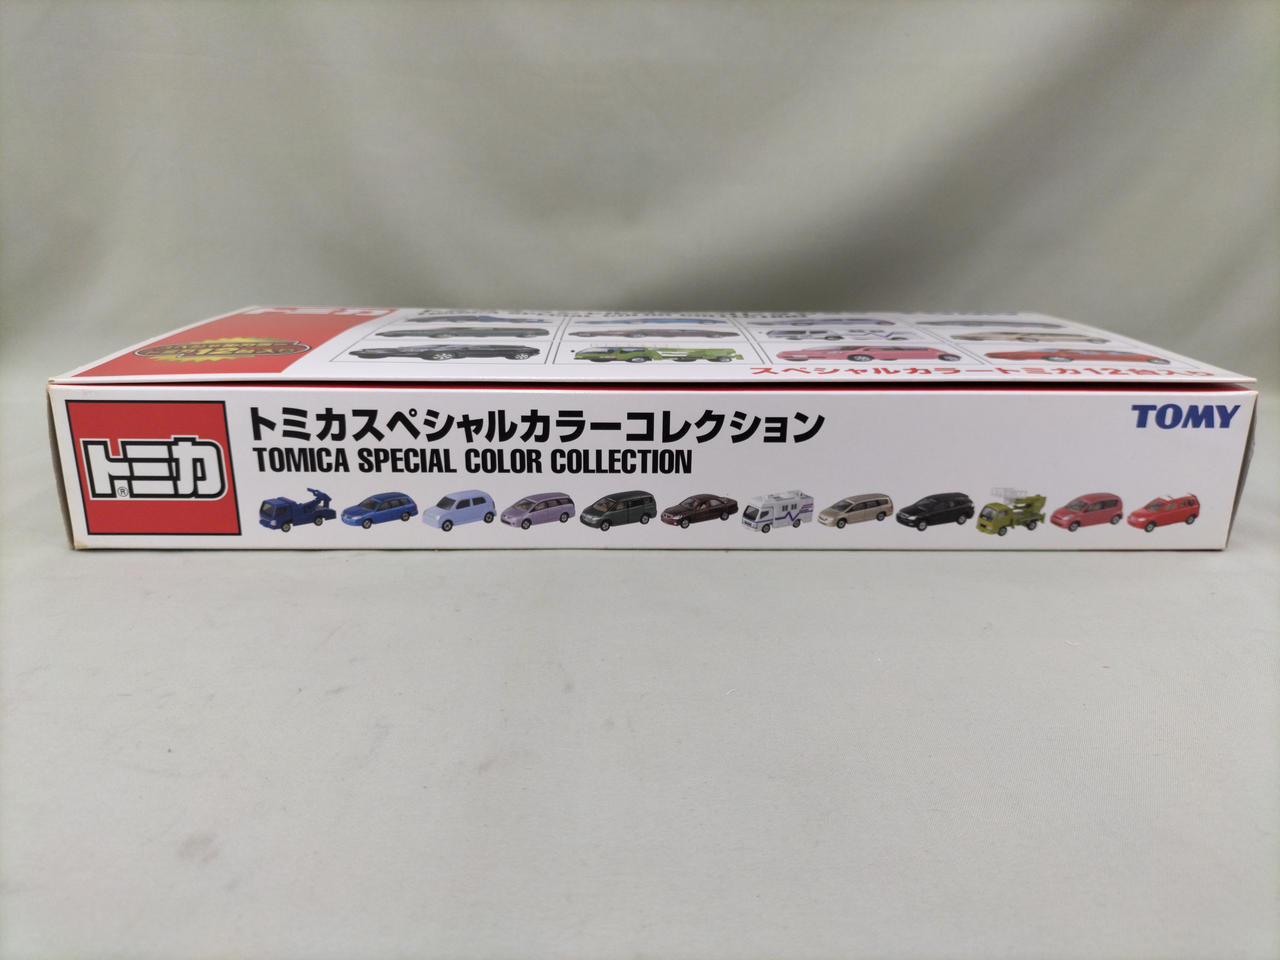 スペシャルカラートミカ12台入り
トミカ
トミカスペシャルカラーコレクション
TOMICA SPECIAL COLOR COLLECTION
TOMY